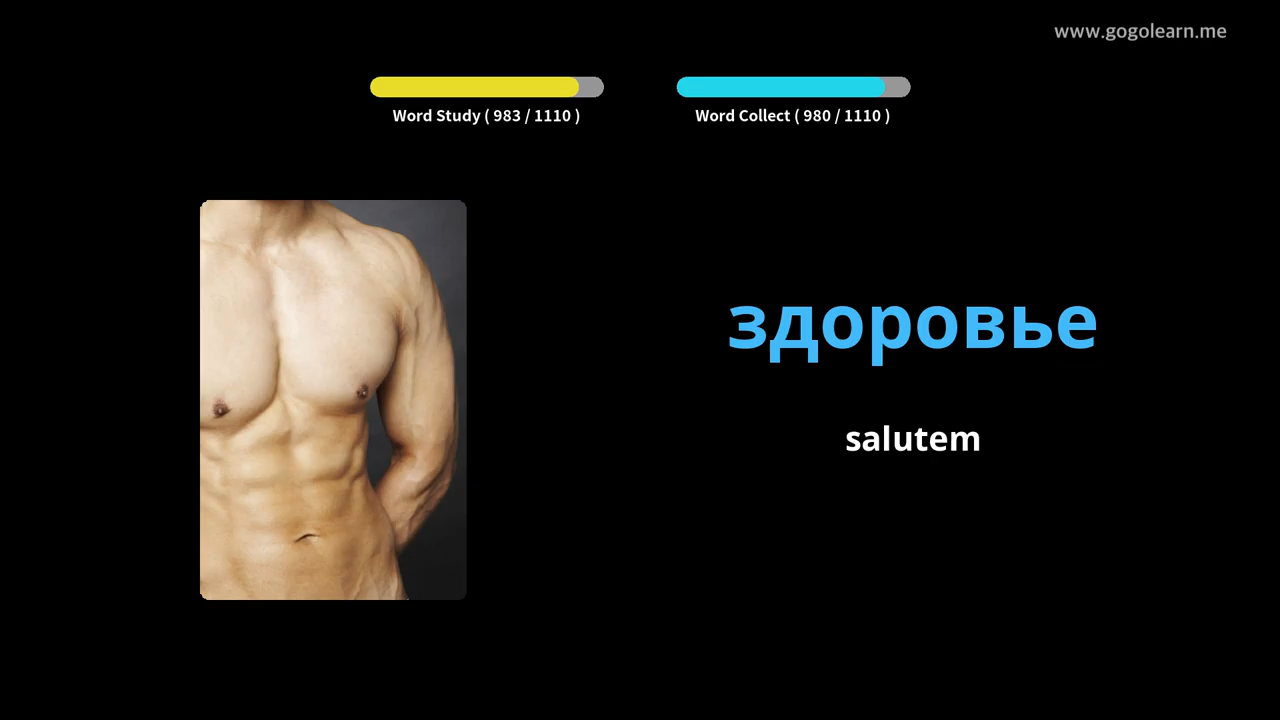 www.gogolearn.me
Word Study ( 983 / 1110 )
Word Collect ( 980 / 1110 )
здоровье
salutem